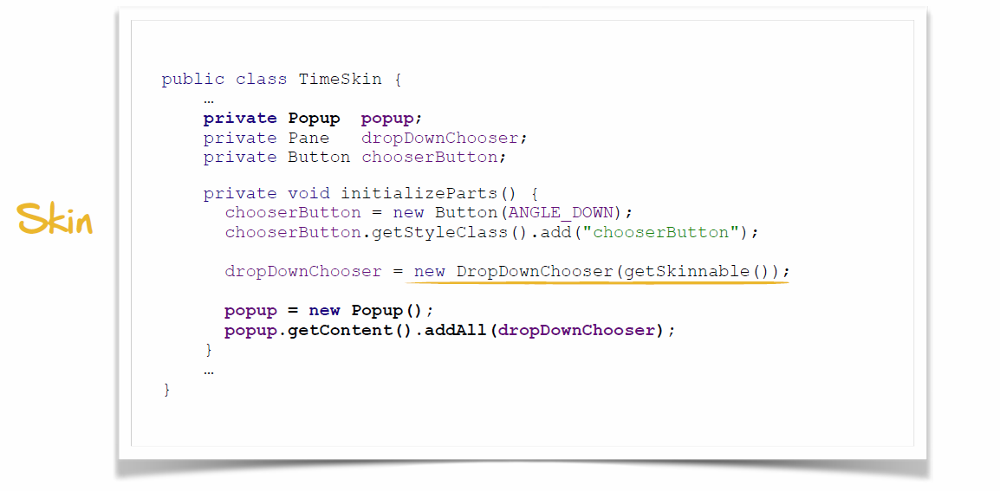 public class TimeSkin {
…
private Popup popup;
private Pane dropDownChooser;
private Button chooserButton;
private void initializeParts() {
chooserButton = new Button(ANGLE_DOWN);
chooserButton.getStyleClass().add("chooserButton");
dropDownChooser = new DropDownChooser(getSkinnable());
popup = new Popup();
popup.getContent().addAll(dropDownChooser);
}
…
}
Skin